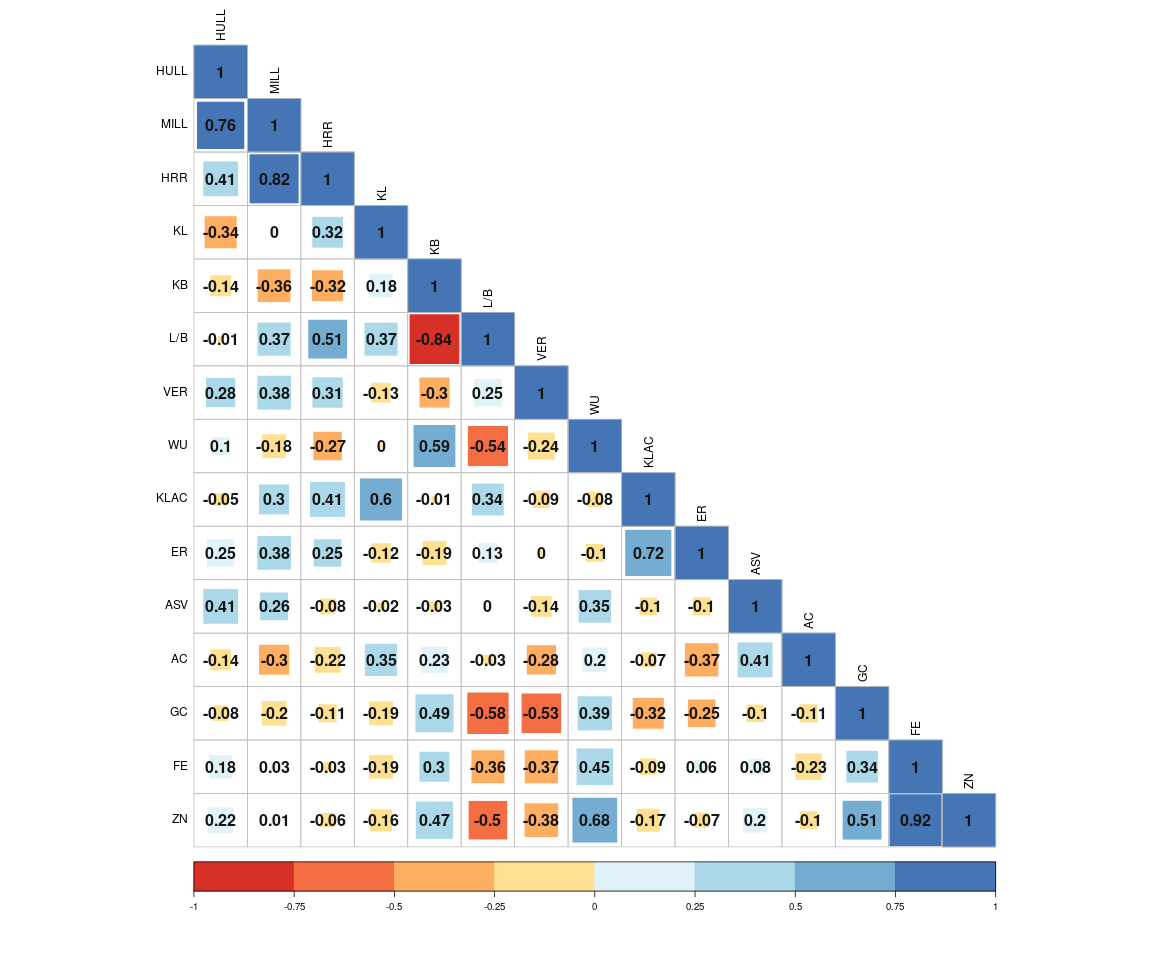 HULL
HULL 1 MILL
MILL 0.76 1 HRR
HRR 0.41 0.82 1 KL
KL -0.34 0 0.32 1 KB
KB -0.14 -0.36 -0.32 0.18 1 L/B
L/B -0.01 0.37 0.51 0.37 -0.84 1 VER
VER 0.28 0.38 0.31 -0.13 -0.3 0.25 1 WU
WU 0.1 -0.18 -0.27 0 0.59 -0.54 -0.24 1 KLAC
KLAC -0.05 0.3 0.41 0.6 -0.01 0.34 -0.09 -0.08 1 ER
ER 0.25 0.38 0.25 -0.12 -0.19 0.13 0 -0.1 0.72 1 ASV
ASV 0.41 0.26 -0.08 -0.02 -0.03 0 -0.14 0.35 -0.1 -0.1 1 AC
AC -0.14 -0.3 -0.22 0.35 0.23 -0.03 -0.28 0.2 -0.07 -0.37 0.41 1 GC
GC -0.08 -0.2 -0.11 -0.19 0.49 -0.58 -0.53 0.39 -0.32 -0.25 -0.1 -0.11 1 FE
FE 0.18 0.03 -0.03 -0.19 0.3 -0.36 -0.37 0.45 -0.09 0.06 0.08 -0.23 0.34 1 ZN
ZN 0.22 0.01 -0.06 -0.16 0.47 -0.5 -0.38 0.68 -0.17 -0.07 0.2 -0.1 0.51 0.92 1
-1 -0.75 -0.5 -0.25 0 0.25 0.5 0.75 1